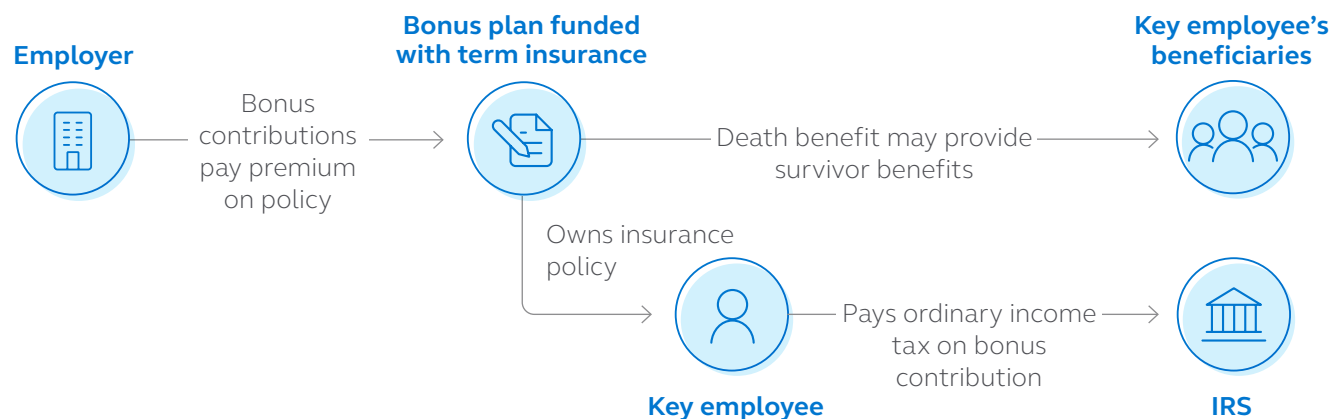 Employer
Bonus
contributions
pay premium
on policy
Bonus plan funded
with term insurance
Death benefit may provide
survivor benefits
Key employee’s
beneficiaries
Owns insurance
policy
Key employee
Pays ordinary income
tax on bonus
contribution
IRS